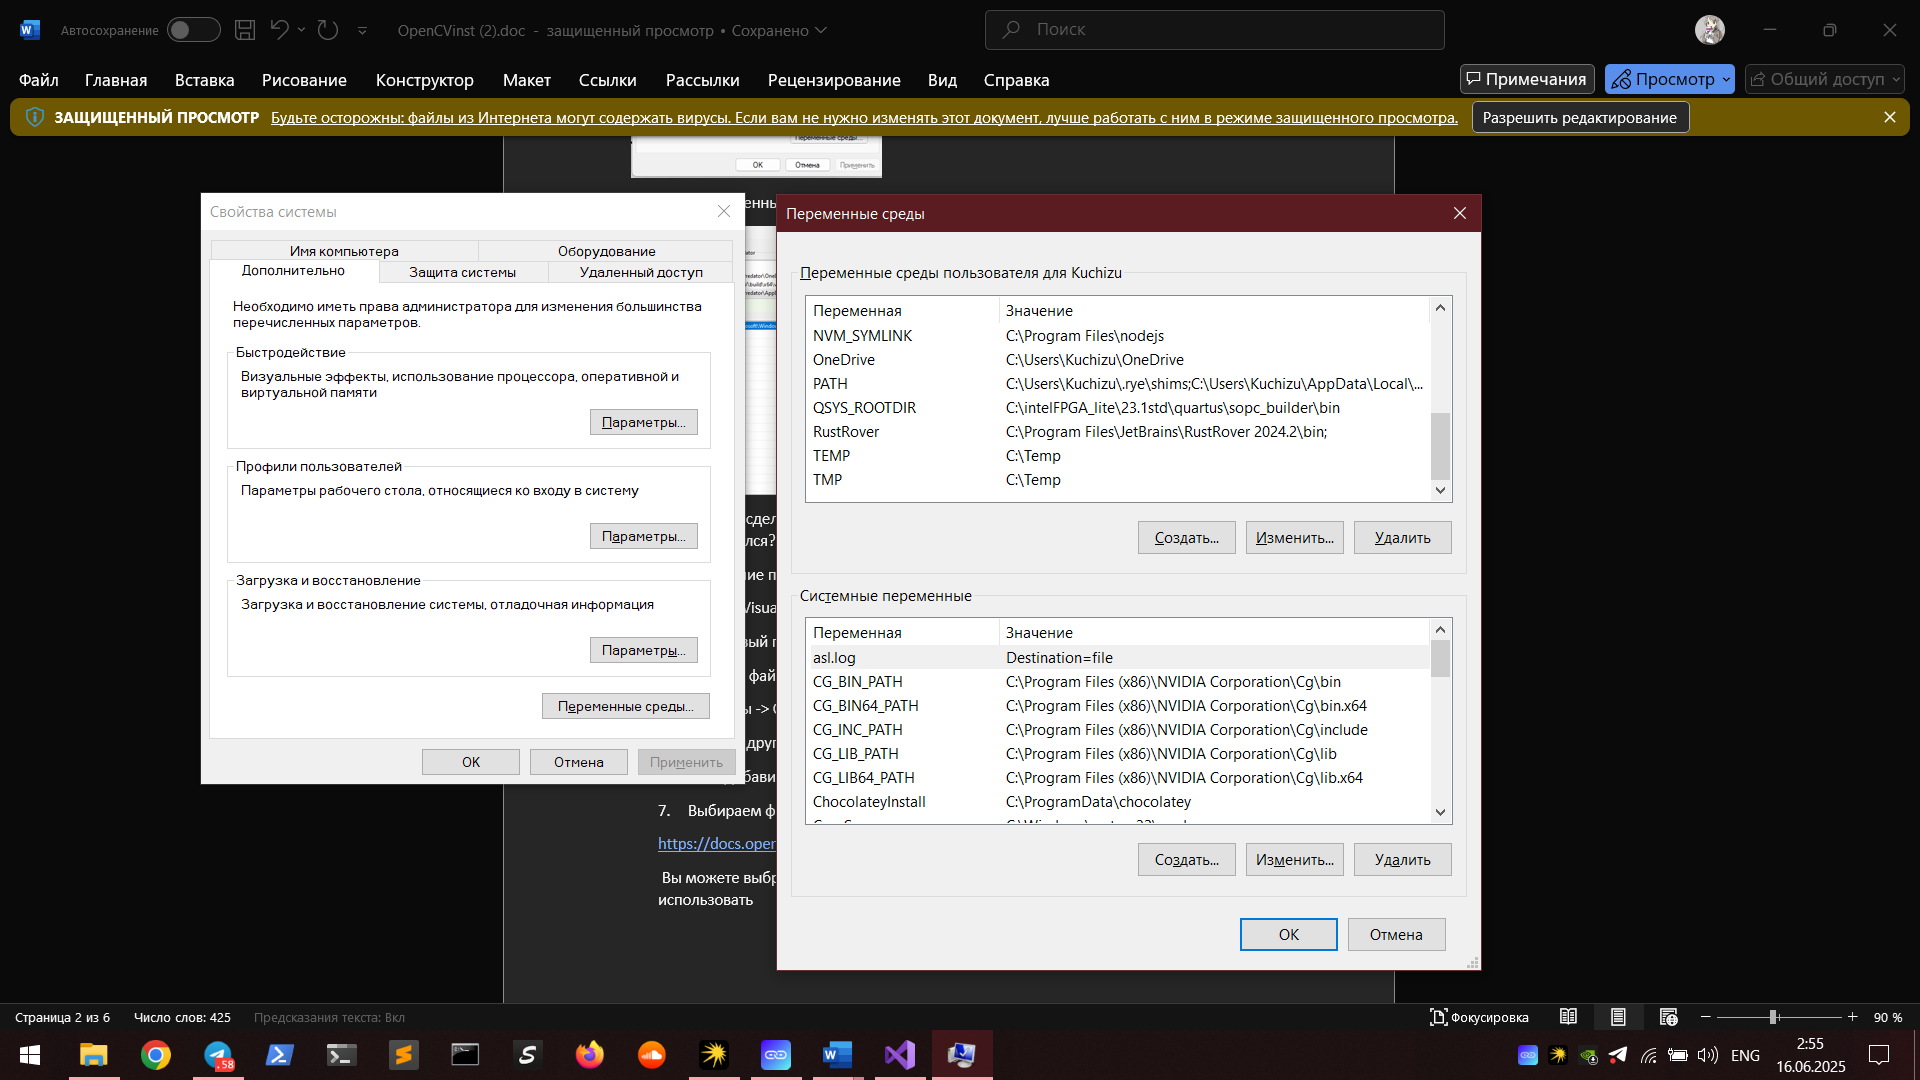 Автосохранение
OpenCVinst (2).doc - защищенный просмотр • Сохранено
Поиск
Файл Главная Вставка Рисование Конструктор Макет Ссылки Рассылки Рецензирование Вид Справка
Примечания Просмотр Общий доступ
ЗАЩИЩЕННЫЙ ПРОСМОТР Будьте осторожны: файлы из Интернета могут содержать вирусы. Если вам не нужно изменять этот документ, лучше работать с ним в режиме защищенного просмотра. Разрешить редактирование
OK Отмена Применить
Свойства системы
Имя компьютера Оборудование
Дополнительно Защита системы Удаленный доступ
Необходимо иметь права администратора для изменения большинства
перечисленных параметров.
Быстродействие
Визуальные эффекты, использование процессора, оперативной и
виртуальной памяти
Параметры...
Профили пользователей
Параметры рабочего стола, относящиеся ко входу в систему
Параметры...
Загрузка и восстановление
Загрузка и восстановление системы, отладочная информация
Параметры...
Переменные среды...
OK Отмена Применить
7. Выбираем ф
https://docs.open
Вы можете выбр
использовать
Переменные среды
Переменные среды пользователя для Kuchizu
Переменная Значение
NVM_SYMLINK C:\Program Files\nodejs
OneDrive C:\Users\Kuchizu\OneDrive
PATH C:\Users\Kuchizu\.rye\shims;C:\Users\Kuchizu\AppData\Local\...
QSYS_ROOTDIR C:\intelFPGA_lite\23.1std\quartus\sopc_builder\bin
RustRover C:\Program Files\JetBrains\RustRover 2024.2\bin;
TEMP C:\Temp
TMP C:\Temp
Создать... Изменить... Удалить
Системные переменные
Переменная Значение
asl.log Destination=file
CG_BIN_PATH C:\Program Files (x86)\NVIDIA Corporation\Cg\bin
CG_BIN64_PATH C:\Program Files (x86)\NVIDIA Corporation\Cg\bin.x64
CG_INC_PATH C:\Program Files (x86)\NVIDIA Corporation\Cg\include
CG_LIB_PATH C:\Program Files (x86)\NVIDIA Corporation\Cg\lib
CG_LIB64_PATH C:\Program Files (x86)\NVIDIA Corporation\Cg\lib.x64
ChocolateyInstall C:\ProgramData\chocolatey
Создать... Изменить... Удалить
OK Отмена
Страница 2 из 6 Число слов: 425 Предсказания текста: Вкл
Фокусировка
90 %
58
ENG
2:55
16.06.2025